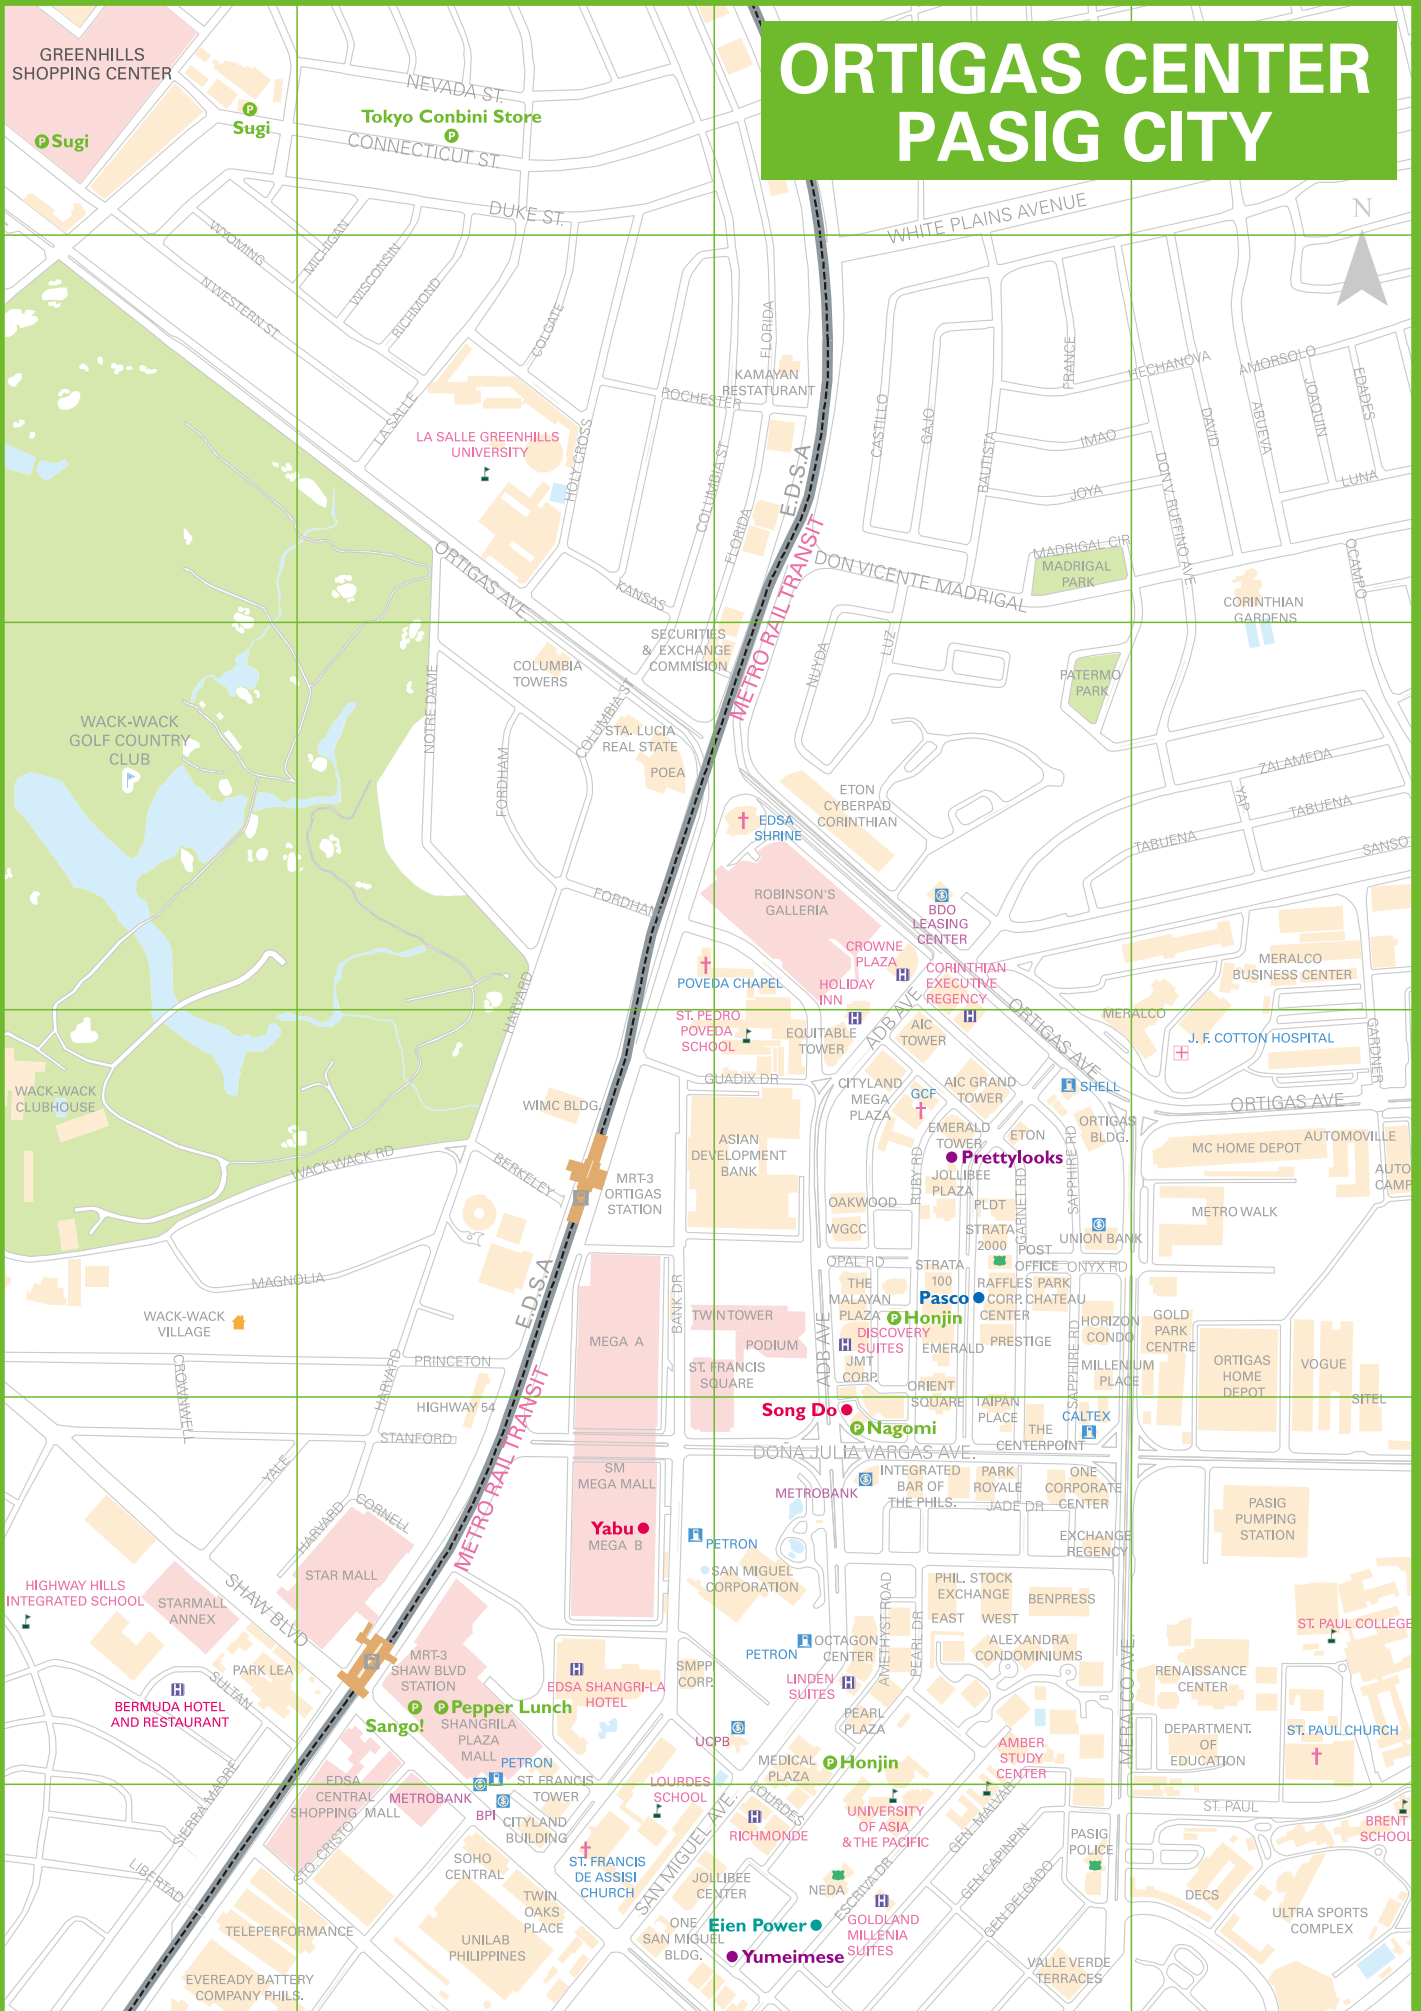 ORTIGAS CENTER
PASIG CITY
N
GREENHILLS
SHOPPING CENTER
Sugi
Sugi
Tokyo Conbini Store
NEVADA ST.
CONNECTICUT ST.
DUKE ST.
WHITE PLAINS AVENUE
WYOMING
MICHIGAN
WISCONSIN
RICHMOND
N.WESTERN ST.
COLGATE
FLORIDA
KAMAYAN
RESTATURANT
ROCHESTER
LA SALLE
LA SALLE GREENHILLS
UNIVERSITY
HOLY CROSS
COLUMBIA ST
FLORIDA
E.D.S.A
CASTILLO
GAJO
BAUTISTA
FRANCE
HECHANOVA
AMORSOLO
EDADES
JOAQUIN
ABUEVA
DAVID
IMAO
JOYA
LUNA
DON V. RUFFINO AVE.
MADRIGAL CIR
MADRIGAL
PARK
DON VICENTE MADRIGAL
OCAMPO
CORINTHIAN
GARDENS
ORTIGAS AVE.
KANSAS
METRO RAIL TRANSIT
SECURITIES
& EXCHANGE
COMMISION
COLUMBIA
TOWERS
COLUMBIA ST
NOTRE DAME
FORDHAM
STA. LUCIA
REAL STATE
POEA
NUYDA
LUZ
PATERMO
PARK
WACK-WACK
GOLF COUNTRY
CLUB
ZALAMEDA
YAP
TABUENA
TABUENA
SANSO
ETON
CYBERPAD
CORINTHIAN
EDSA
SHRINE
ROBINSON'S
GALLERIA
FORDHAM
BDO
LEASING
CENTER
CROWNE
PLAZA
HOLIDAY
INN
CORINTHIAN
EXECUTIVE
REGENCY
POVEDA CHAPEL
MERALCO
BUSINESS CENTER
MERALCO
HARVARD
ST. PEDRO
POVEDA
SCHOOL
EQUITABLE
TOWER
ADB AVE
AIC
TOWER
ORTIGAS AVE
J. F. COTTON HOSPITAL
GARDNER
WACK-WACK
CLUBHOUSE
WIMC BLDG.
GUADIX DR
CITYLAND
MEGA
PLAZA
GCF
AIC GRAND
TOWER
SHELL
ORTIGAS
BLDG.
ORTIGAS AVE
EMERALD
TOWER
ETON
Prettylooks
JOLLIBEE
PLAZA
MC HOME DEPOT
AUTOMOVILLE
AUTO
CAMP
ASIAN
DEVELOPMENT
BANK
WACK WACK RD
BERKELEY
MRT-3
ORTIGAS
STATION
RUBY RD
SAPPHIRE RD
GARNET RD
OAKWOOD
WGCC
PLDT
STRATA
2000
METRO WALK
UNION BANK
OPAL RD
POST
OFFICE
ONYX RD
STRATA
100
MAGNOLIA
E.D.S.A
BANK DR
THE
MALAYAN
PLAZA
Pasco
RAFFLES
CORP.
CENTER
PARK
CHATEAU
Honjin
WACK-WACK
VILLAGE
MEGA A
TWIN TOWER
PODIUM
ADB AVE
DISCOVERY
SUITES
EMERALD
PRESTIGE
HORIZON
CONDO
GOLD
PARK
CENTRE
PRINCETON
CROWNWELL
HARVARD
ST. FRANCIS
SQUARE
JMT
CORP.
SAPPHIRE RD
MILLENIUM
PLACE
ORTIGAS
HOME
DEPOT
VOGUE
SITEL
HIGHWAY 54
STANFORD
METRO RAIL TRANSIT
ORIENT
SQUARE
TAIPAN
PLACE
Song Do
Nagomi
CALTEX
THE
CENTERPOINT
DOÑA JULIA VARGAS AVE.
YALE
SM
MEGA MALL
METROBANK
INTEGRATED
BAR OF
THE PHILS.
PARK
ROYALE
JADE DR
ONE
CORPORATE
CENTER
PASIG
PUMPING
STATION
HARVARD
CORNELL
Yabu
MEGA B
PETRON
EXCHANGE
REGENCY
STAR MALL
SAN MIGUEL
CORPORATION
HIGHWAY HILLS
INTEGRATED SCHOOL
STARMALL
ANNEX
SHAW BLVD
PHIL. STOCK
EXCHANGE
EAST
WEST
BENPRESS
AMETHYST ROAD
PEARL DR
MERALCO AVE.
ST. PAUL COLLEGE
PETRON
OCTAGON
CENTER
ALEXANDRA
CONDOMINIUMS
PARK LEA
MRT-3
SHAW BLVD
STATION
SULTAN
EDSA SHANGRI-LA
HOTEL
SMPP
CORP.
LINDEN
SUITES
RENAISSANCE
CENTER
BERMUDA HOTEL
AND RESTAURANT
Sango!
Pepper Lunch
SHANGRILA
PLAZA
MALL
PEARL
PLAZA
UCPB
DEPARTMENT.
OF
EDUCATION
ST. PAUL CHURCH
MEDICAL
PLAZA
Honjin
AMBER
STUDY
CENTER
PETRON
SIERRA MADRE
EDSA
CENTRAL
SHOPPING MALL
METROBANK
BPI
ST. FRANCIS
TOWER
LOURDES
SCHOOL
CITYLAND
BUILDING
LOURDES
RICHMONDE
UNIVERSITY
OF ASIA
& THE PACIFIC
GEN. MALVAR
ST. PAUL
BRENT
SCHOOL
STO. CRISTO
PASIG
POLICE
LIBERTAD
SOHO
CENTRAL
ST. FRANCIS
DE ASSISI
CHURCH
SAN MIGUEL AVE.
JOLLIBEE
CENTER
NEDA
ESCRIVA DR
GEN.CAPINPIN
GEN.DELGADO
DECS
TWIN
OAKS
PLACE
TELEPERFORMANCE
UNILAB
PHILIPPINES
ONE
SAN MIGUEL
BLDG.
Eien Power
Yumeimese
GOLDLAND
MILLENIA
SUITES
ULTRA SPORTS
COMPLEX
EVEREADY BATTERY
COMPANY PHILS.
VALLE VERDE
TERRACES